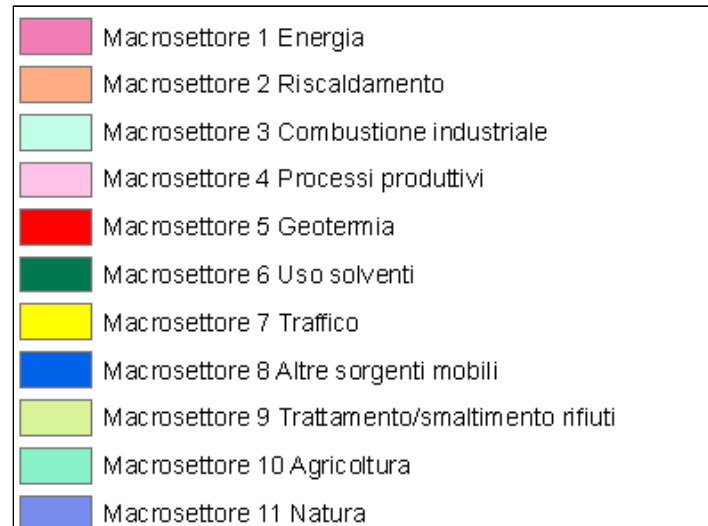 Macrosettore 1 Energia
Macrosettore 2 Riscaldamento
Macrosettore 3 Combustione industriale
Macrosettore 4 Processi produttivi
Macrosettore 5 Geotermia
Macrosettore 6 Uso solventi
Macrosettore 7 Traffico
Macrosettore 8 Altre sorgenti mobili
Macrosettore 9 Trattamento/smaltimento rifiuti
Macrosettore 10 Agricoltura
Macrosettore 11 Natura